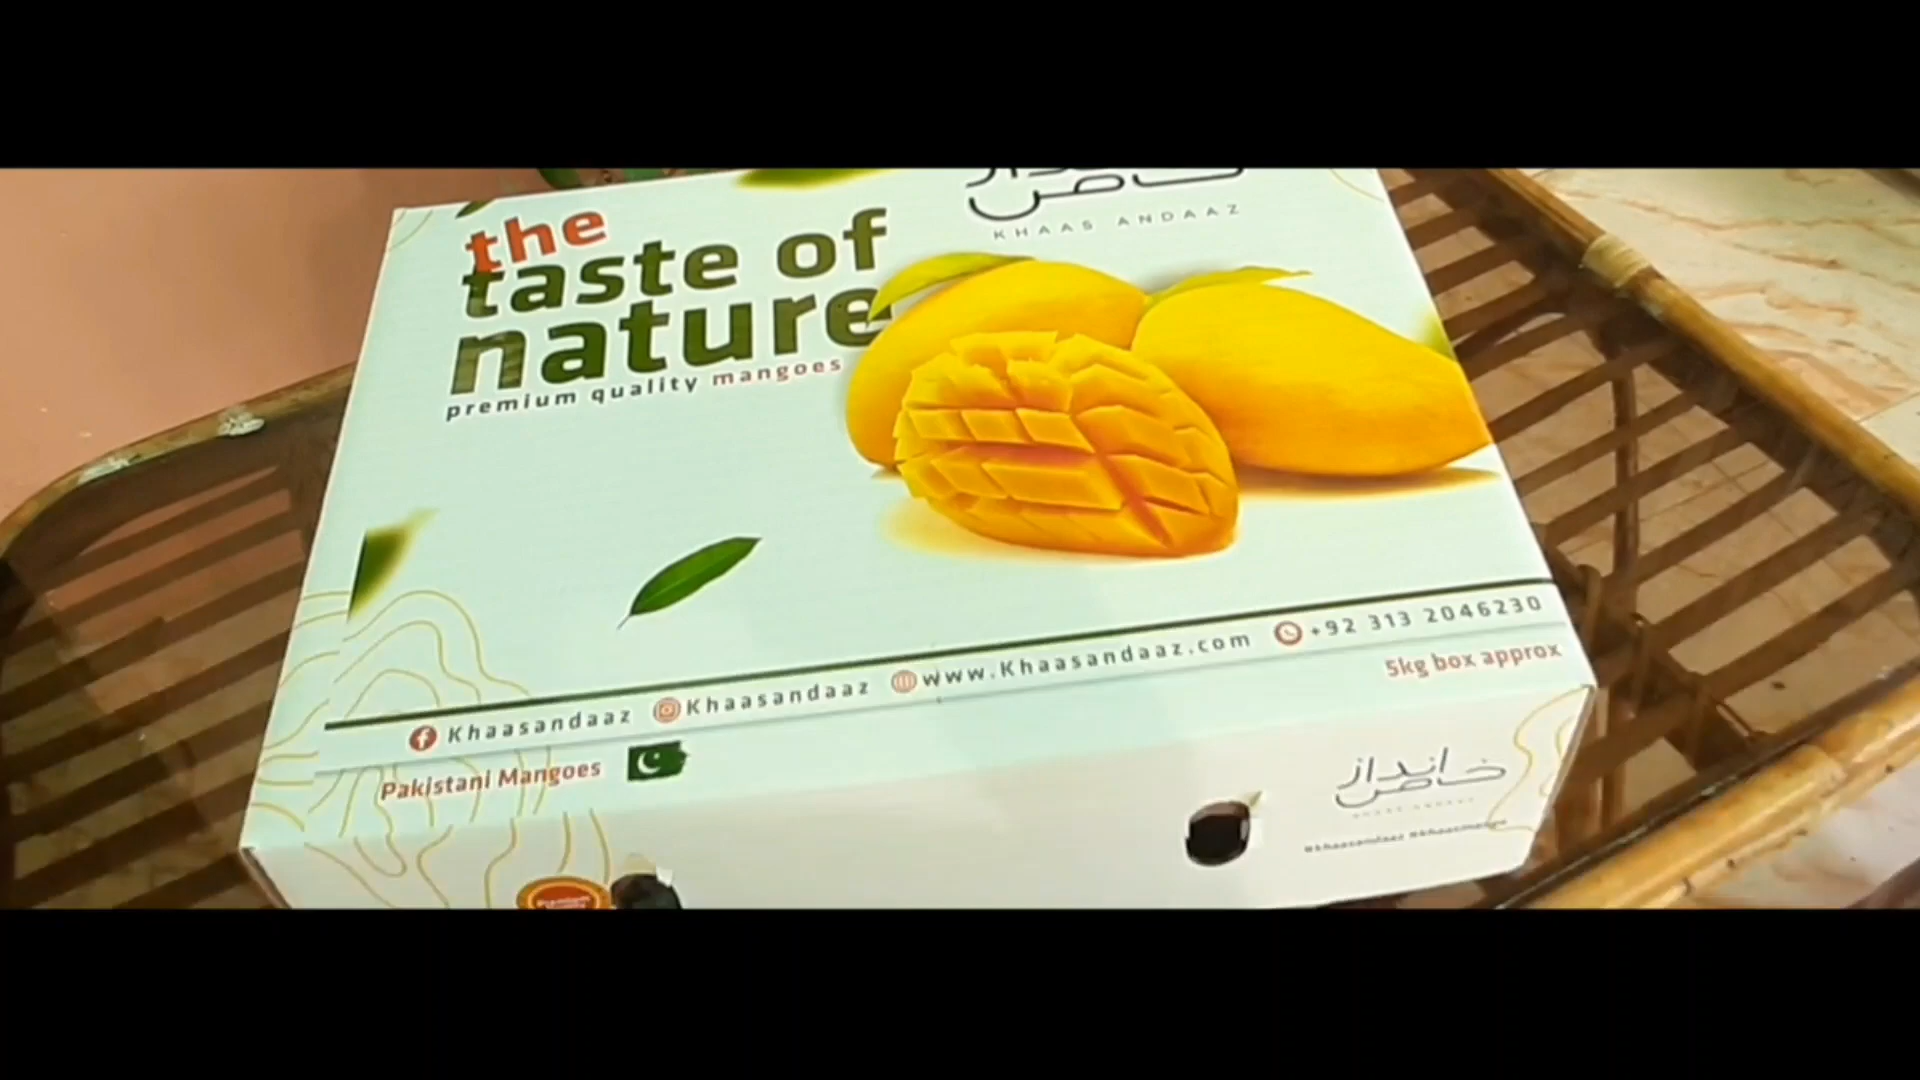 the
taste of
nature
premium quality mangoes
خاص انداز
KHAAS ANDAAZ
Khaasandaaz Khaasandaaz www.Khaasandaaz.com +92 313 2046230
5kg box approx
Pakistani Mangoes
خاص انداز
Premium